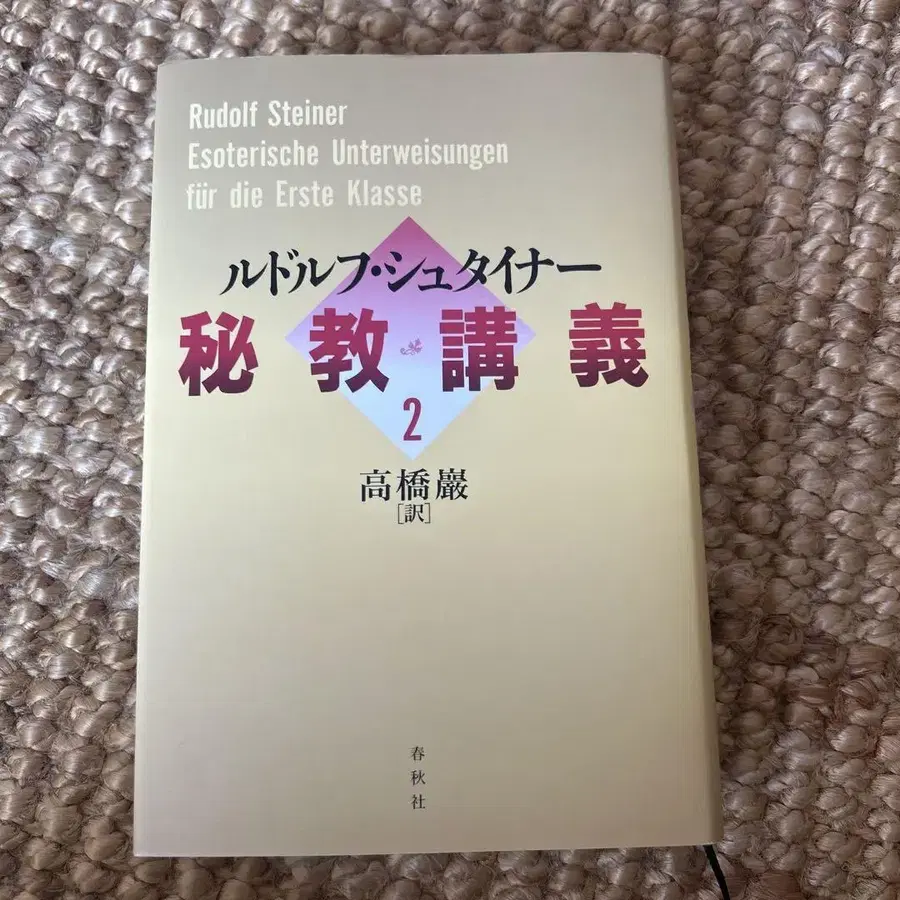 Rudolf Steiner
Esoterische Unterweisungen
für die Erste Klasse
ルドルフ・シュタイナー
秘教講義
2
高橋巖
[訳]
春秋社